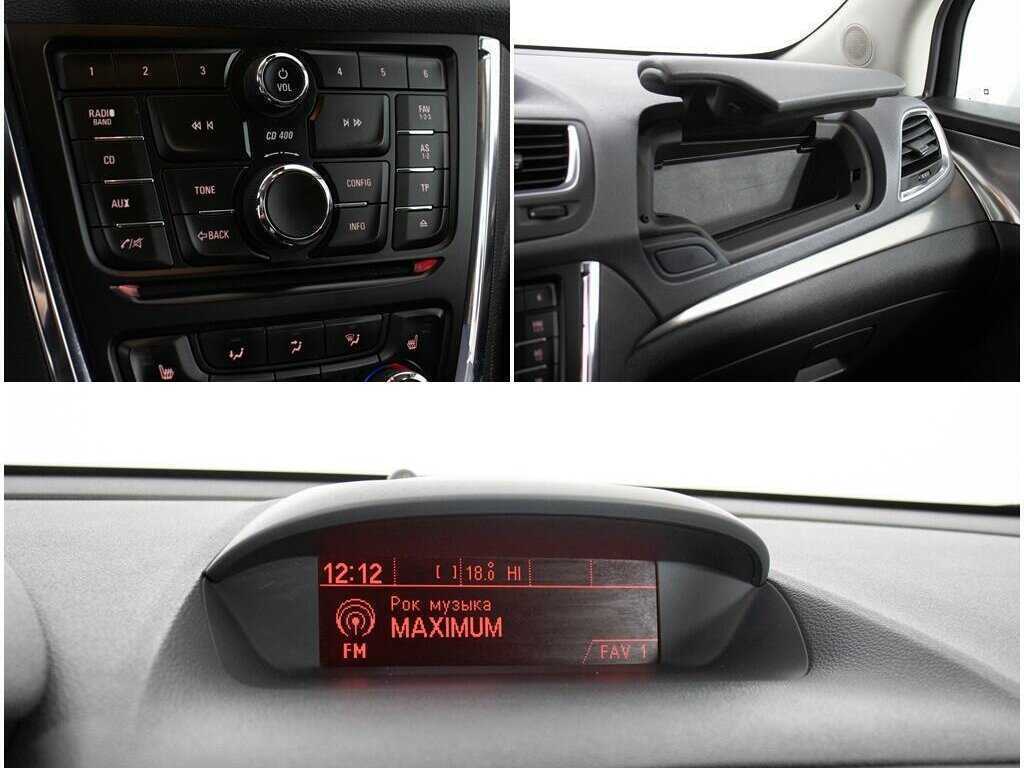 1 2 3 VOL 4 5 6
RADIO
BAND
FAV
1-2-3
CD 400
CD
AS
1-2
TONE
CONFIG
AUX
TP
BACK
INFO
12:12 [ ] 18.0 HI
Рок музыка
MAXIMUM
FM
FAV 1